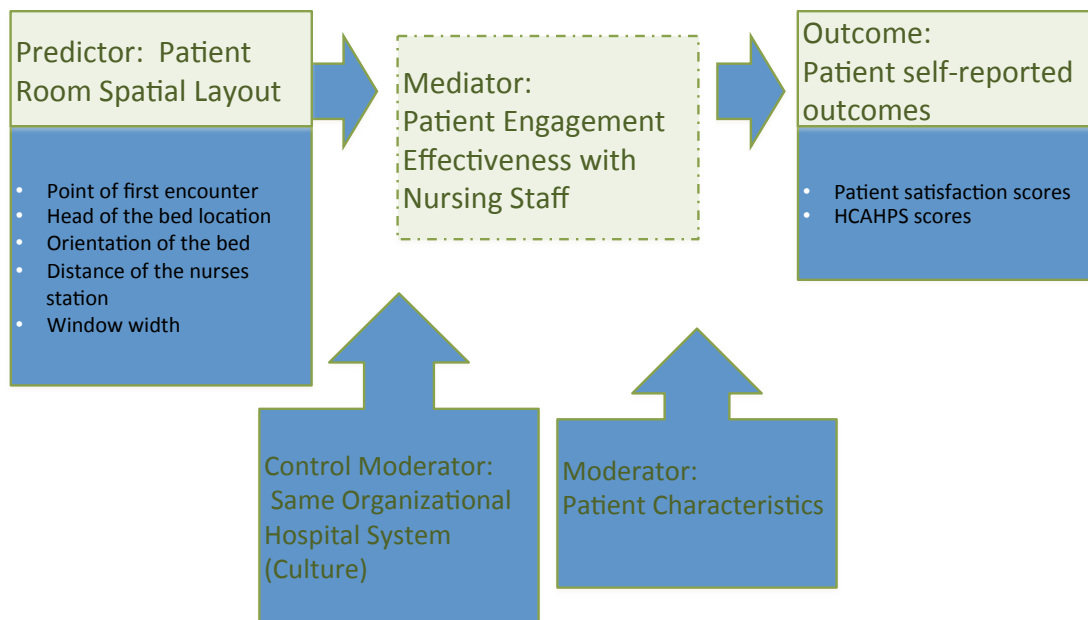 Predictor: Patient
Room Spatial Layout
• Point of first encounter
• Head of the bed location
• Orientation of the bed
• Distance of the nurses
station
• Window width
Mediator:
Patient Engagement
Effectiveness with
Nursing Staff
Outcome:
Patient self-reported
outcomes
• Patient satisfaction scores
• HCAHPS scores
Control Moderator:
Same Organizational
Hospital System
(Culture)
Moderator:
Patient Characteristics